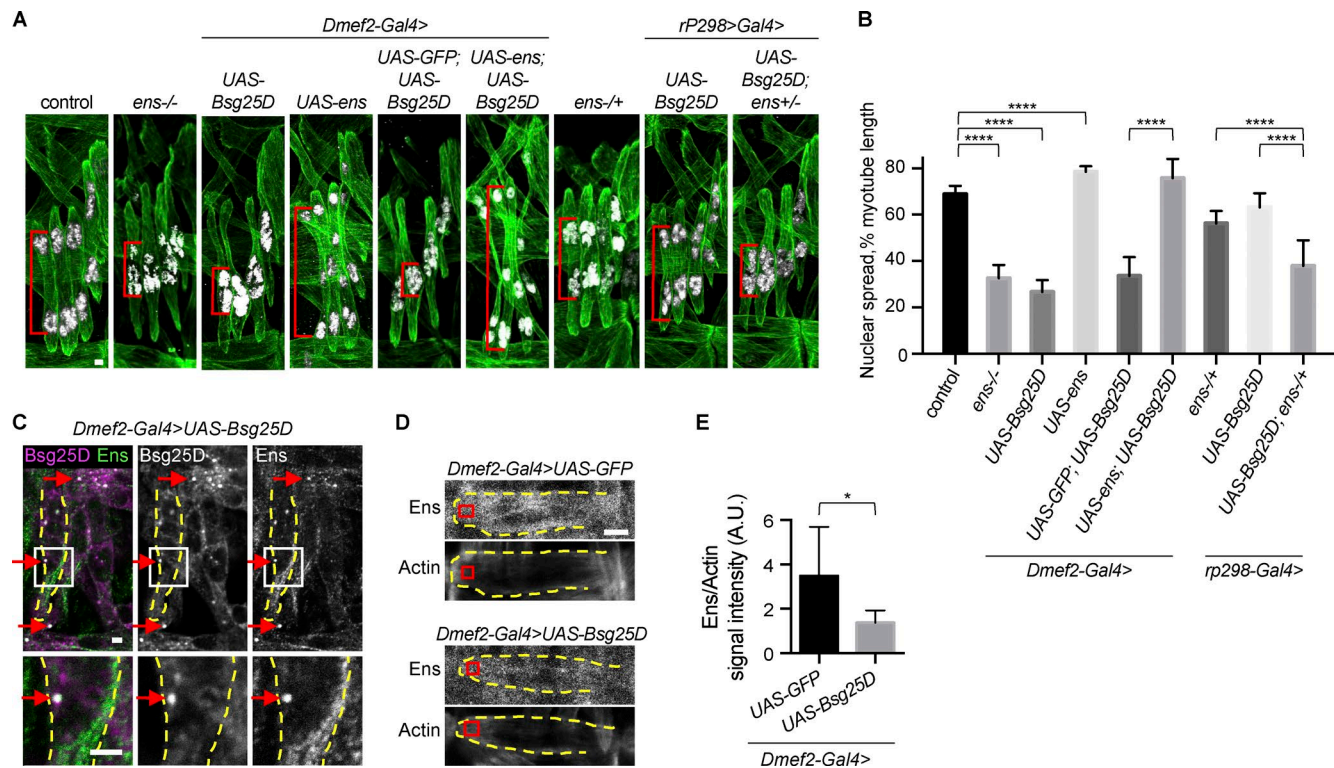 A
Dmef2-Gal4>
rP298>Gal4>
control
ens-/-
UAS-
Bsg25D
UAS-ens
UAS-GFP;
UAS-
Bsg25D
UAS-ens;
UAS-
Bsg25D
ens-/+
UAS-
Bsg25D
UAS-
Bsg25D;
ens+/-
B
Nuclear spread, % myotube length
80
60
40
20
0
****
****
****
****
****
****
control
ens-/-
UAS-Bsg25D
UAS-ens
UAS-GFP; UAS-Bsg25D
UAS-ens; UAS-Bsg25D
ens-/+
UAS-Bsg25D
UAS-Bsg25D; ens-/+
Dmef2-Gal4>
rp298-Gal4>
C
Dmef2-Gal4>UAS-Bsg25D
Bsg25D Ens
Bsg25D
Ens
D
Dmef2-Gal4>UAS-GFP
Ens
Actin
Dmef2-Gal4>UAS-Bsg25D
Ens
Actin
E
Ens/Actin
signal intensity (A.U.)
6
4
2
0
*
UAS-GFP
UAS-Bsg25D
Dmef2-Gal4>